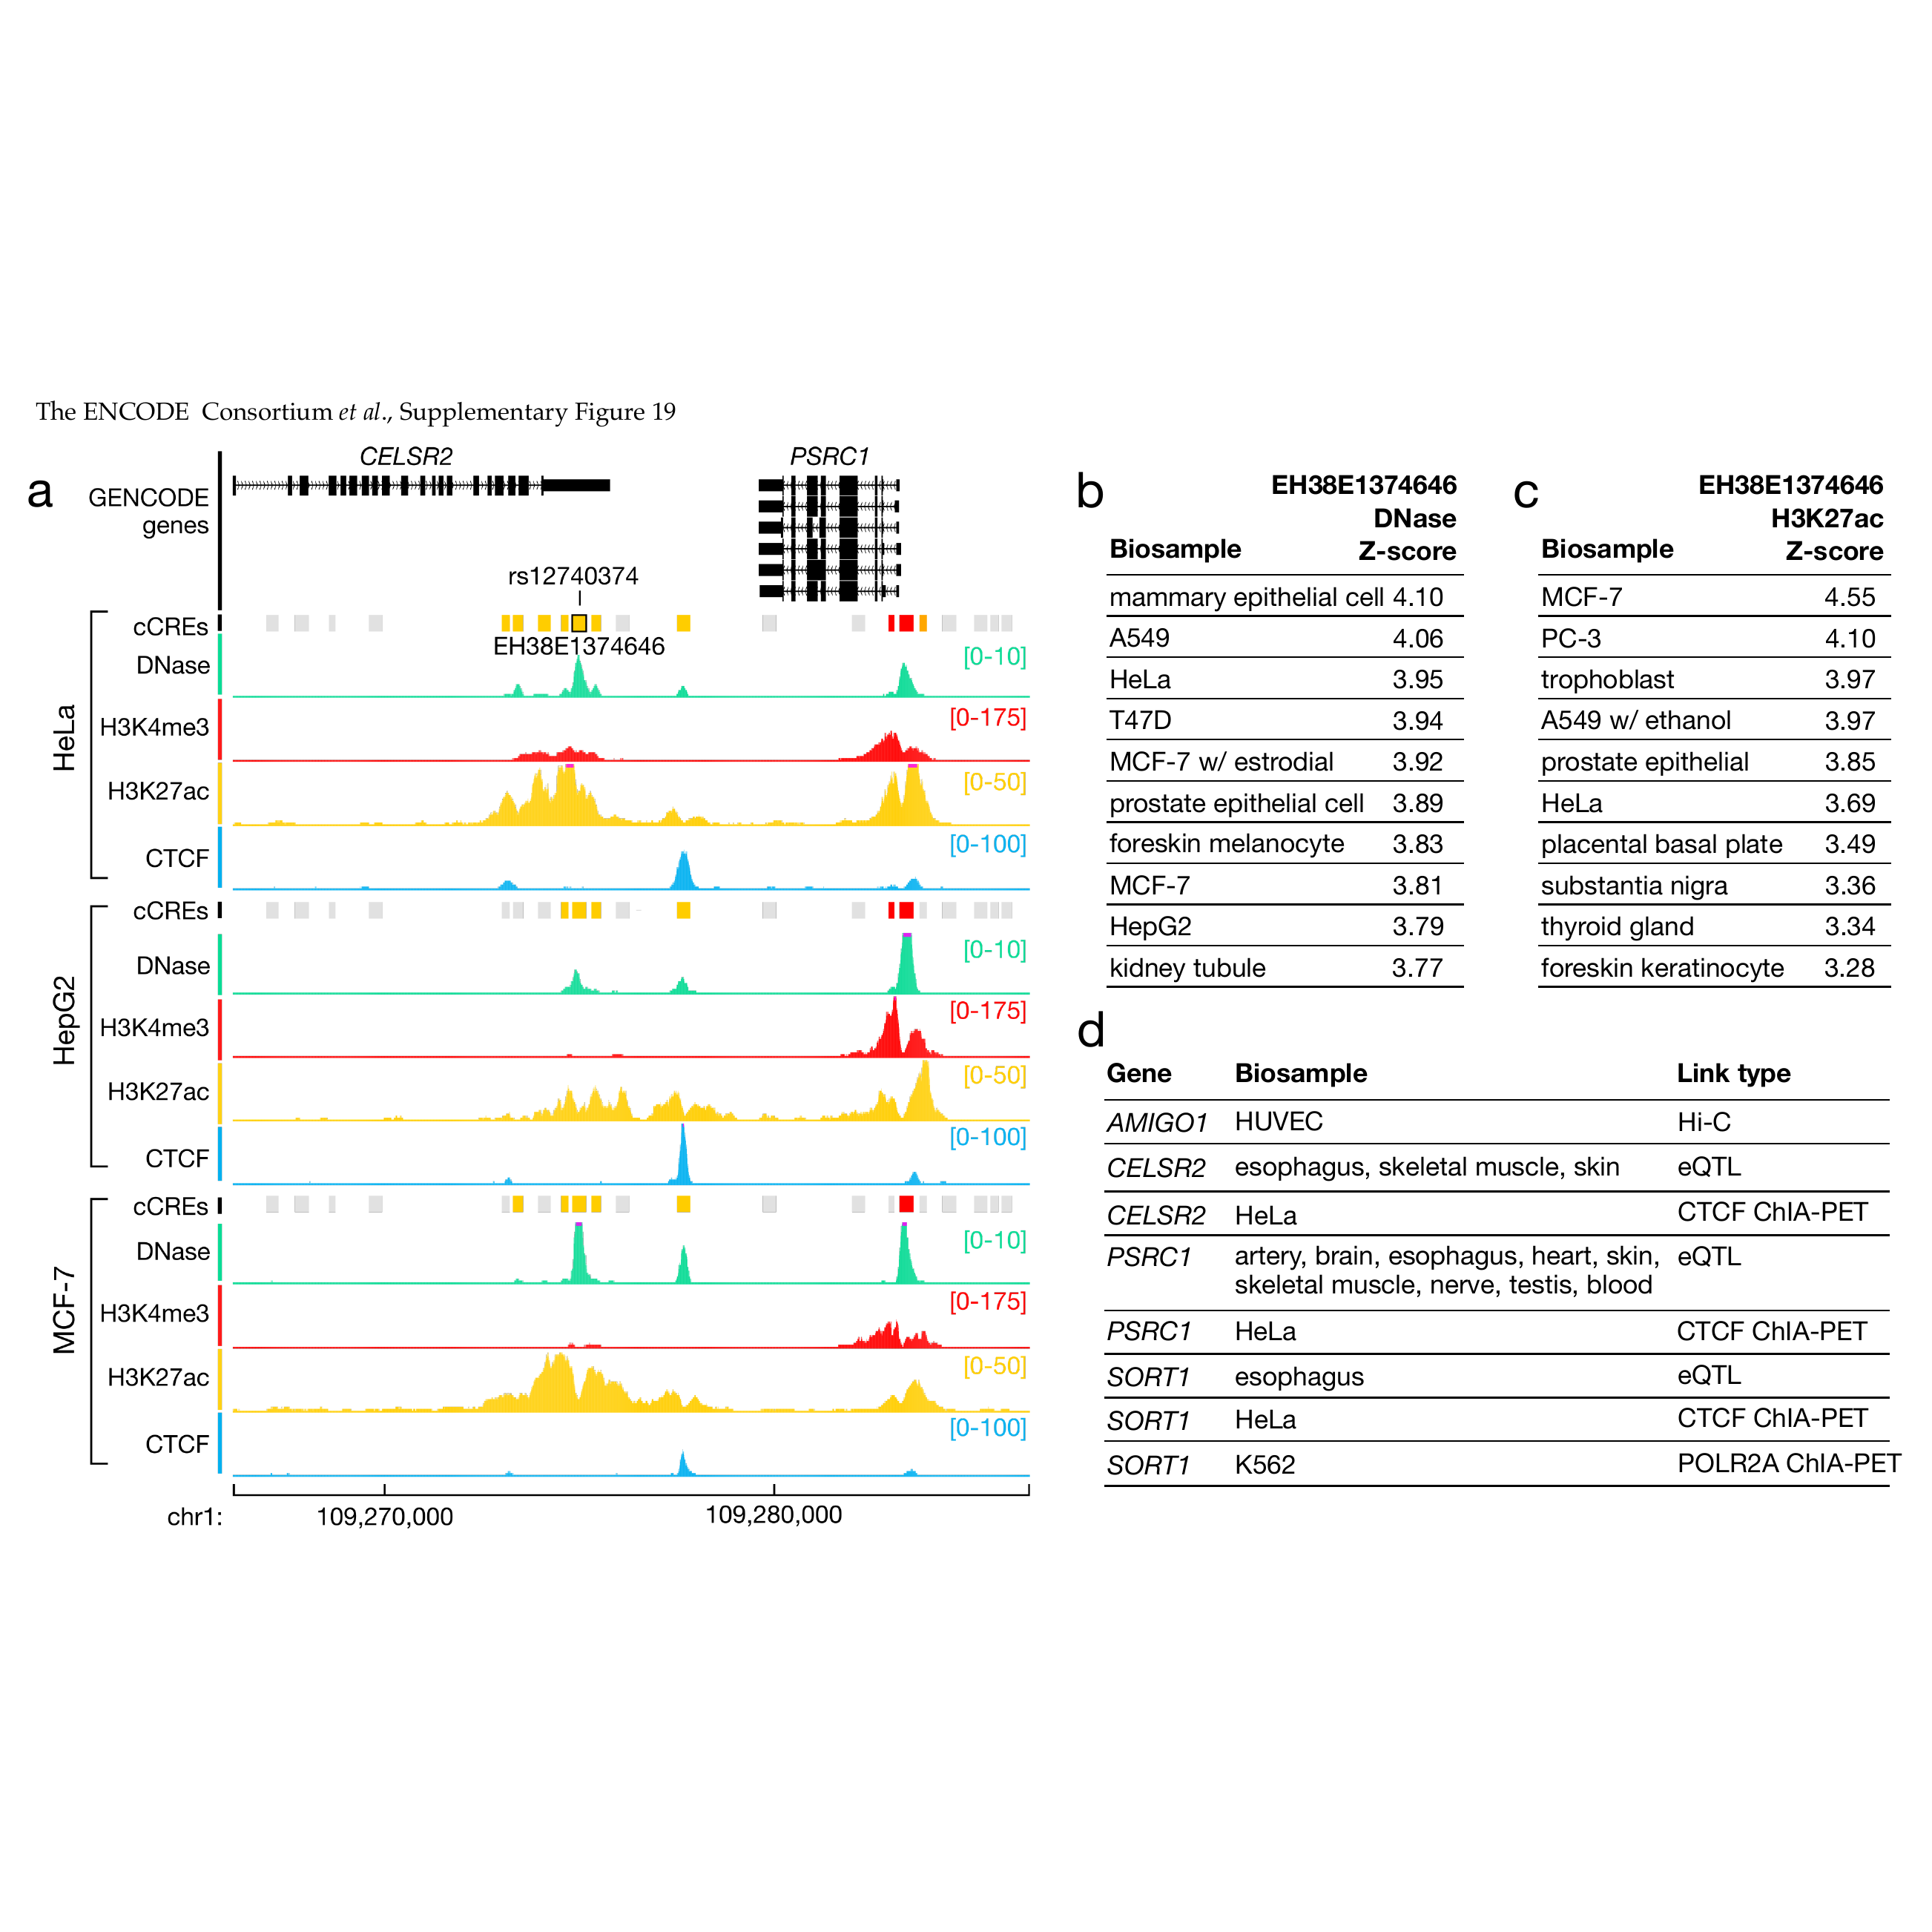 The ENCODE Consortium et al., Supplementary Figure 19
a
GENCODE
genes
CELSR2
PSRC1
rs12740374
EH38E1374646
HeLa
cCREs
DNase
[0-10]
H3K4me3
[0-175]
H3K27ac
[0-50]
CTCF
[0-100]
HepG2
cCREs
DNase
[0-10]
H3K4me3
[0-175]
H3K27ac
[0-50]
CTCF
[0-100]
MCF-7
cCREs
DNase
[0-10]
H3K4me3
[0-175]
H3K27ac
[0-50]
CTCF
[0-100]
chr1:
109,270,000
109,280,000
b
EH38E1374646
DNase
Biosample Z-score
mammary epithelial cell 4.10
A549 4.06
HeLa 3.95
T47D 3.94
MCF-7 w/ estrodial 3.92
prostate epithelial cell 3.89
foreskin melanocyte 3.83
MCF-7 3.81
HepG2 3.79
kidney tubule 3.77
c
EH38E1374646
H3K27ac
Biosample Z-score
MCF-7 4.55
PC-3 4.10
trophoblast 3.97
A549 w/ ethanol 3.97
prostate epithelial 3.85
HeLa 3.69
placental basal plate 3.49
substantia nigra 3.36
thyroid gland 3.34
foreskin keratinocyte 3.28
d
Gene Biosample Link type
AMIGO1 HUVEC Hi-C
CELSR2 esophagus, skeletal muscle, skin eQTL
CELSR2 HeLa CTCF ChIA-PET
PSRC1 artery, brain, esophagus, heart, skin, eQTL
skeletal muscle, nerve, testis, blood
PSRC1 HeLa CTCF ChIA-PET
SORT1 esophagus eQTL
SORT1 HeLa CTCF ChIA-PET
SORT1 K562 POLR2A ChIA-PET